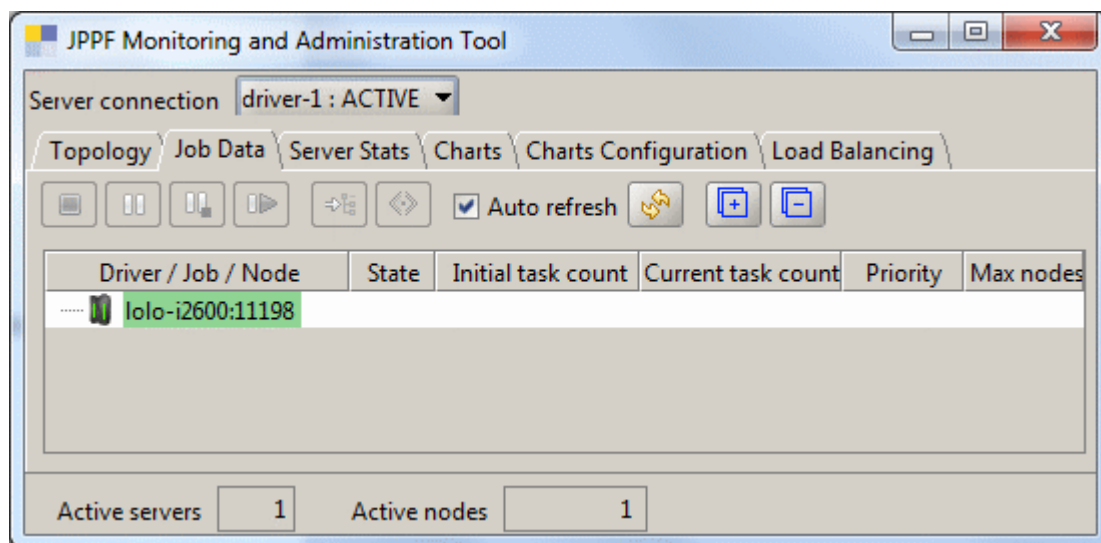 JPPF Monitoring and Administration Tool
Server connection driver-1 : ACTIVE
Topology Job Data Server Stats Charts Charts Configuration Load Balancing
Auto refresh
Driver / Job / Node State Initial task count Current task count Priority Max nodes
lolo-i2600:11198
Active servers 1 Active nodes 1